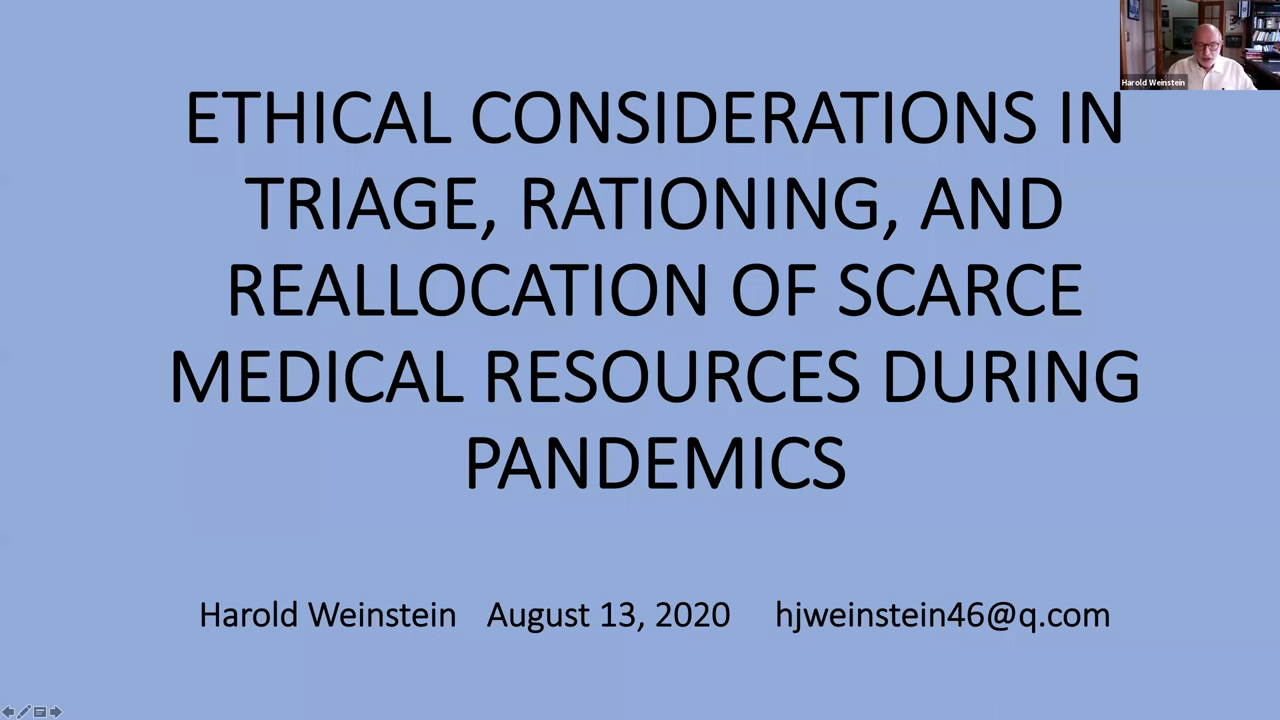 Harold Weinstein
ETHICAL CONSIDERATIONS IN
TRIAGE, RATIONING, AND
REALLOCATION OF SCARCE
MEDICAL RESOURCES DURING
PANDEMICS
Harold Weinstein August 13, 2020 hjweinstein46@q.com